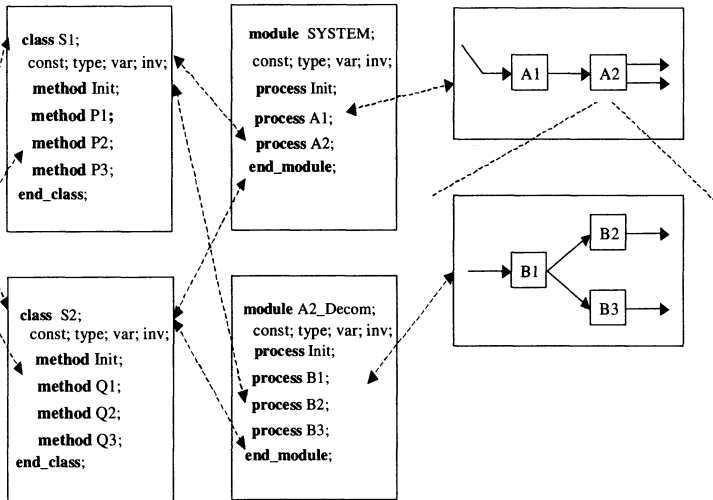 class S1;
const; type; var; inv;
method Init;
method P1;
method P2;
method P3;
end_class;
module SYSTEM;
const; type; var; inv;
process Init;
process A1;
process A2;
end_module;
A1
A2
class S2;
const; type; var; inv;
method Init;
method Q1;
method Q2;
method Q3;
end_class;
module A2_Decom;
const; type; var; inv;
process Init;
process B1;
process B2;
process B3;
end_module;
B1
B2
B3